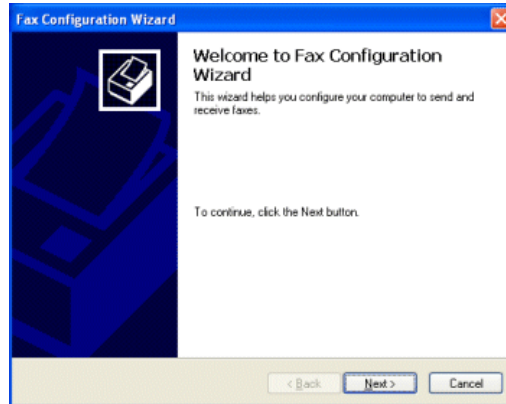 Fax Configuration Wizard
Welcome to Fax Configuration
Wizard
This wizard helps you configure your computer to send and
receive faxes.
To continue, click the Next button.
< Back Next > Cancel